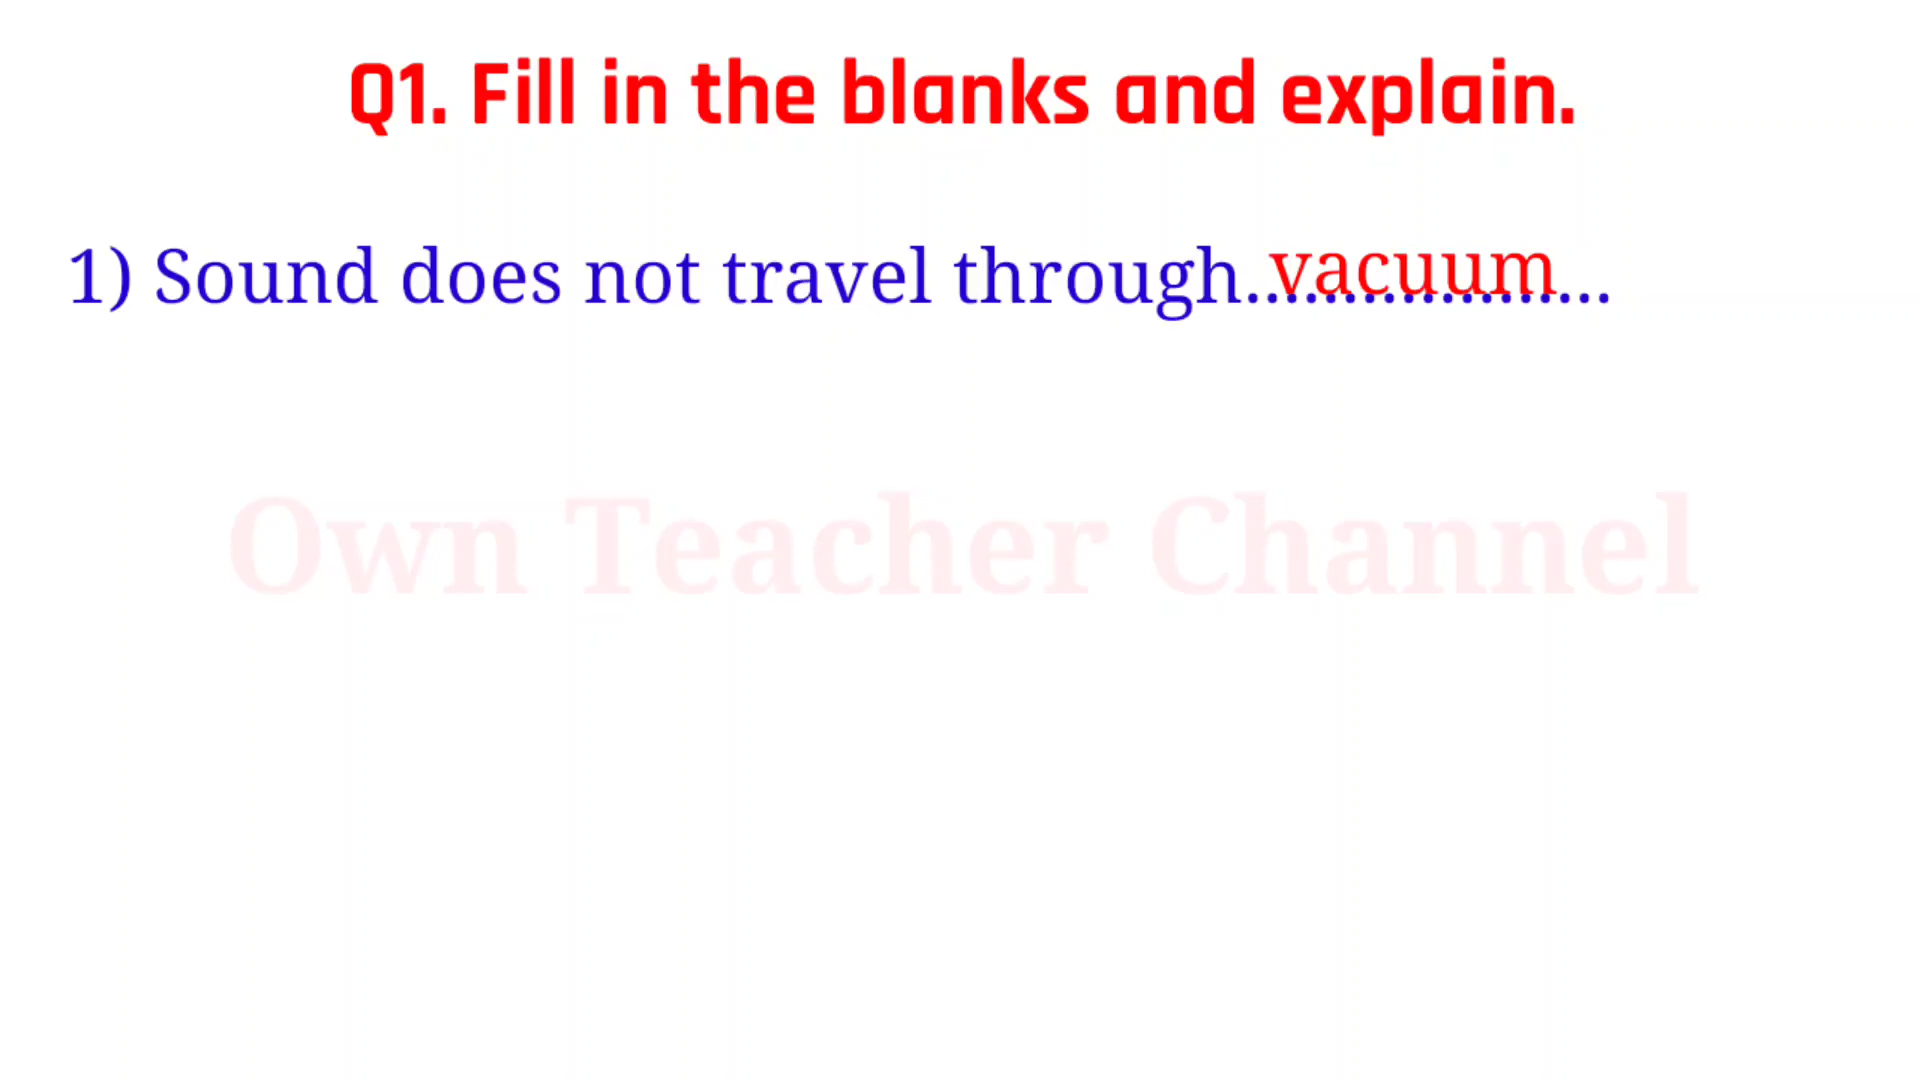 Q1. Fill in the blanks and explain.
1) Sound does not travel through...vacuum...
Own Teacher Channel